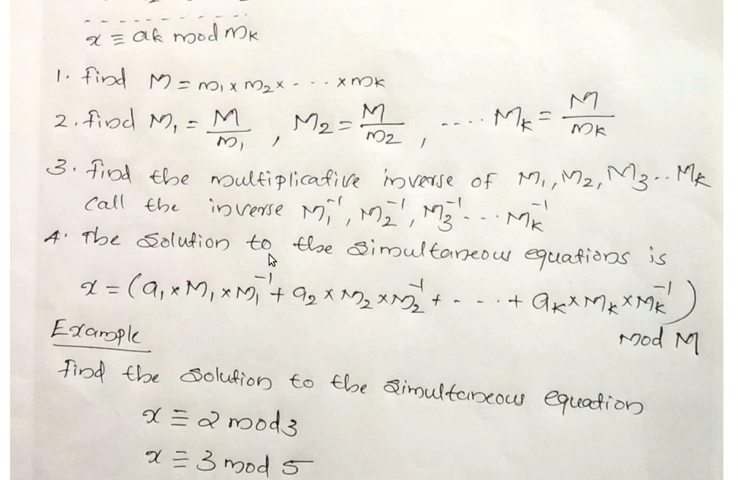 x ≡ ak mod mk
1. find M = m₁ x m₂ x - - - x mk
2. find M₁ = M/m₁ , M₂ = M/m₂ , .... Mk = M/mk
3. find the multiplicative inverse of M₁, M₂, M₃ .. Mk
call the inverse M₁⁻¹, M₂⁻¹, M₃⁻¹ - - - Mk⁻¹
4. The solution to the simultaneous equations is
x = (a₁ x M₁ x M₁⁻¹ + a₂ x M₂ x M₂⁻¹ + - - - . + ak x Mk x Mk⁻¹)
mod M
Example
find the solution to the simultaneous equation
x ≡ 2 mod 3
x ≡ 3 mod 5